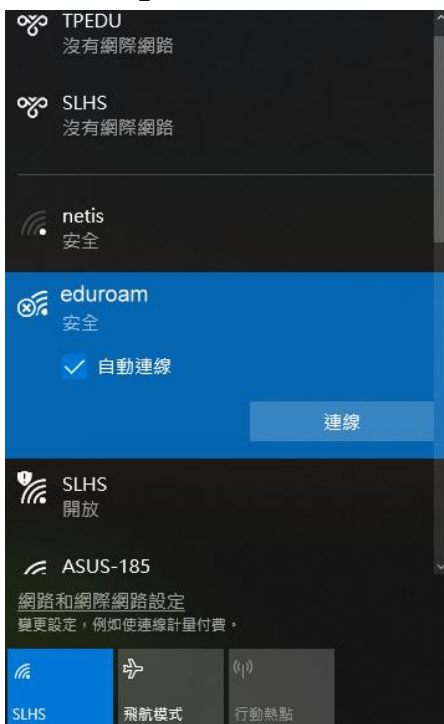 TPEDU
沒有網際網路
SLHS
沒有網際網路
netis
安全
eduroam
安全
自動連線
連線
SLHS
開放
ASUS-185
網路和網際網路設定
變更設定，例如使連線計量付費。
SLHS
飛航模式
行動熱點